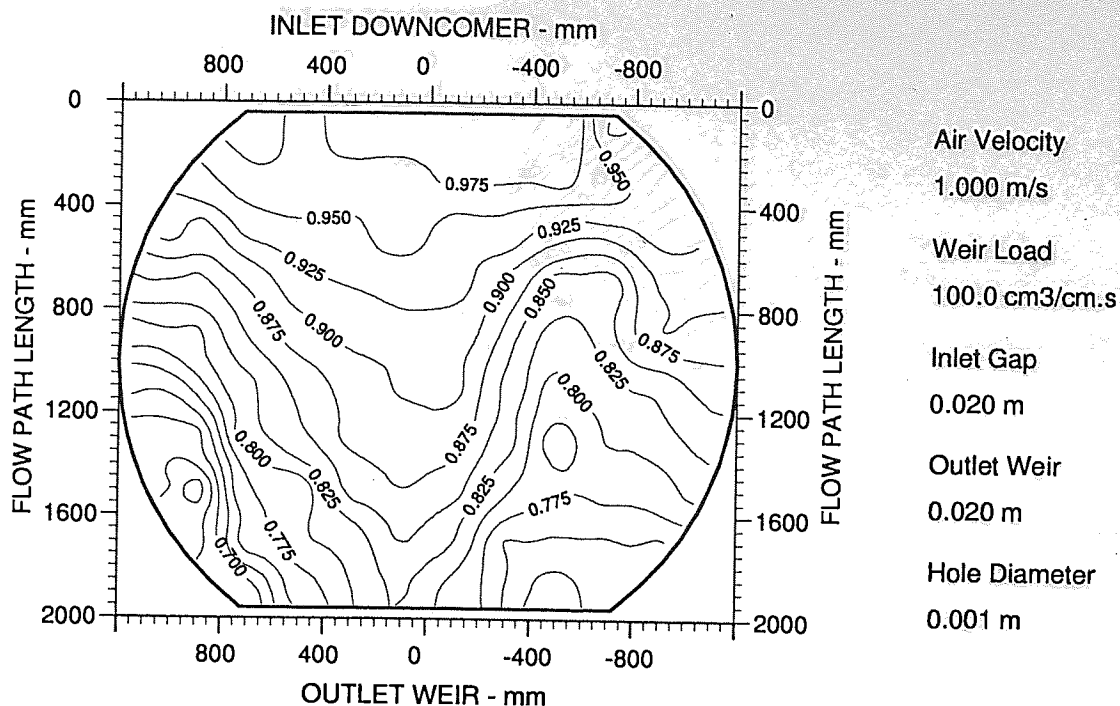 INLET DOWNCOMER - mm
800 400 0 -400 -800
0 0
400 400
800 800
1200 1200
1600 1600
2000 2000
FLOW PATH LENGTH - mm
FLOW PATH LENGTH - mm
0.975
0.950
0.950
0.925
0.925
0.900
0.850
0.875
0.900
0.875
0.825
0.800
0.875
0.800
0.825
0.825
0.775
0.775
0.700
800 400 0 -400 -800
OUTLET WEIR - mm
Air Velocity
1.000 m/s
Weir Load
100.0 cm3/cm.s
Inlet Gap
0.020 m
Outlet Weir
0.020 m
Hole Diameter
0.001 m